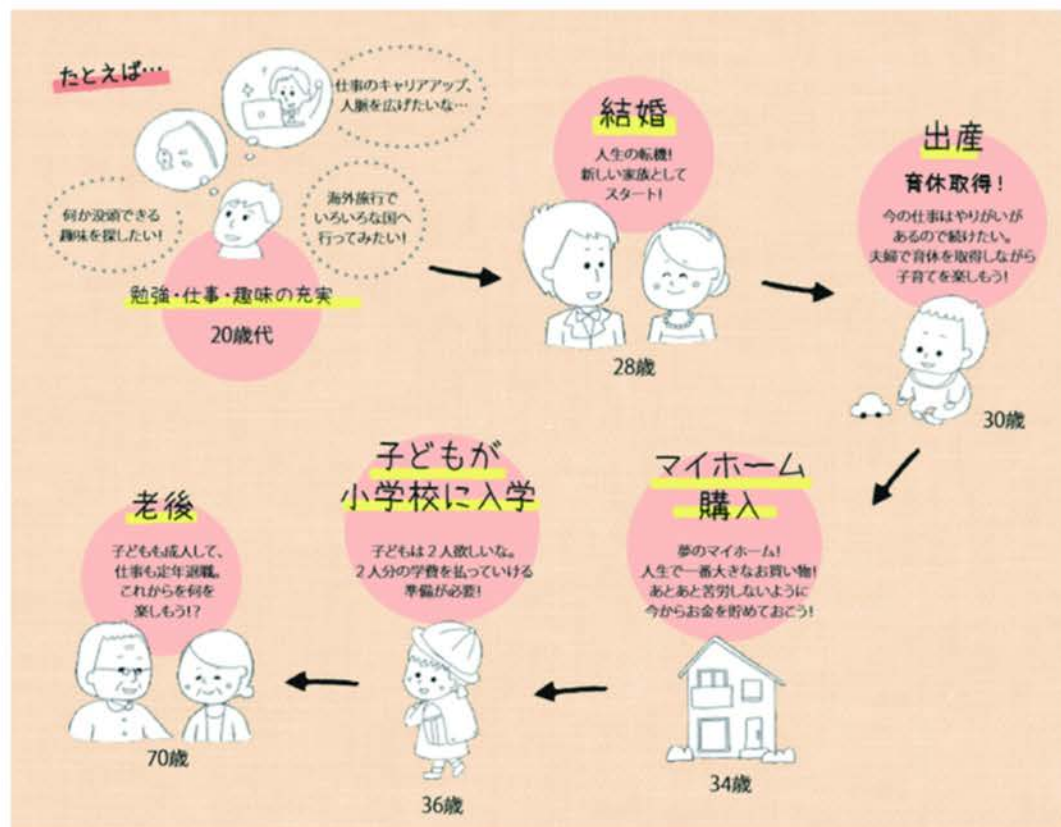 たとえば…
仕事のキャリアアップ、
人脈を広げたいな…
何か没頭できる
趣味を探したい!
海外旅行で
いろいろな国へ
行ってみたい!
勉強・仕事・趣味の充実
20歳代
結婚
人生の転機!
新しい家族として
スタート!
28歳
出産
育休取得!
今の仕事はやりがいが
あるので続けたい。
夫婦で育休を取得しながら
子育てを楽しもう!
30歳
マイホーム
購入
夢のマイホーム!
人生で一番大きなお買い物!
あとあと苦労しないように
今からお金を貯めておこう!
34歳
子どもが
小学校に入学
子どもは2人欲しいな。
2人分の学費を払っていける
準備が必要!
36歳
老後
子どもも成人して、
仕事も定年退職。
これからを何を
楽しもう!?
70歳